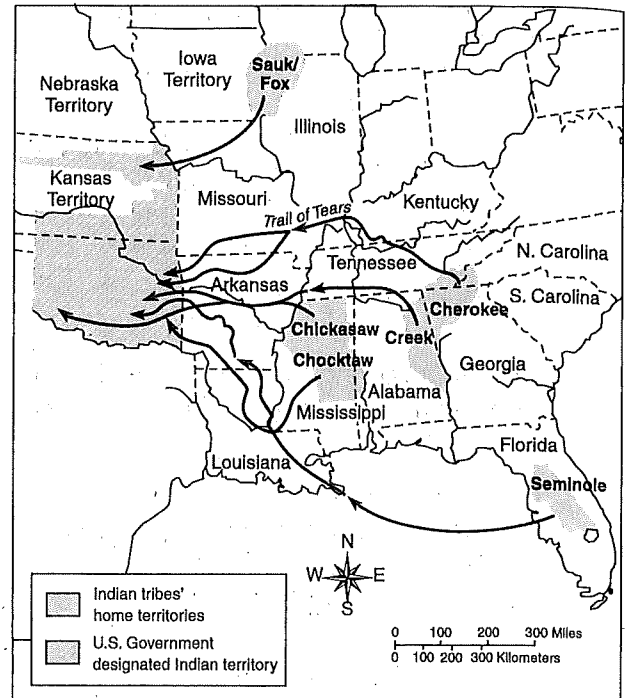 Iowa
Territory
Sauk/
Fox
Nebraska
Territory
Illinois
Kansas
Territory
Missouri
Kentucky
Trail of Tears
N. Carolina
Tennessee
Arkansas
S. Carolina
Cherokee
Chickasaw
Creek
Chocktaw
Georgia
Alabama
Mississippi
Florida
Louisiana
Seminole
N
W
E
S
Indian tribes'
home territories
U.S. Government
designated Indian territory
0 100 200 300 Miles
0 100 200 300 Kilometers